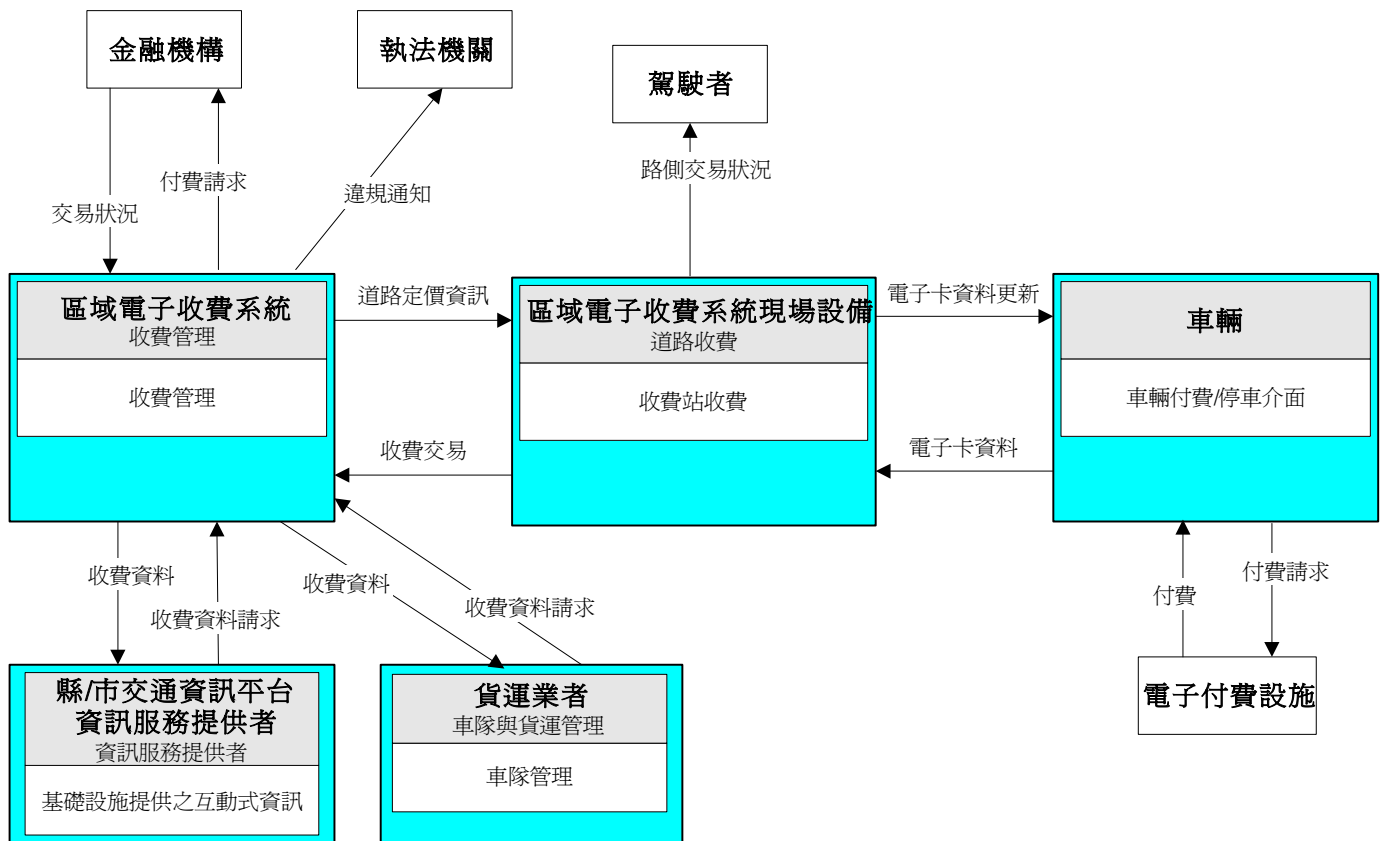 金融機構
執法機關
駕駛者
付費請求
交易狀況
違規通知
路側交易狀況
區域電子收費系統
收費管理
收費管理
道路定價資訊
收費交易
區域電子收費系統現場設備
道路收費
收費站收費
電子卡資料更新
電子卡資料
車輛
車輛付費/停車介面
收費資料
收費資料請求
收費資料
收費資料請求
付費
付費請求
縣/市交通資訊平台
資訊服務提供者
資訊服務提供者
基礎設施提供之互動式資訊
貨運業者
車隊與貨運管理
車隊管理
電子付費設施